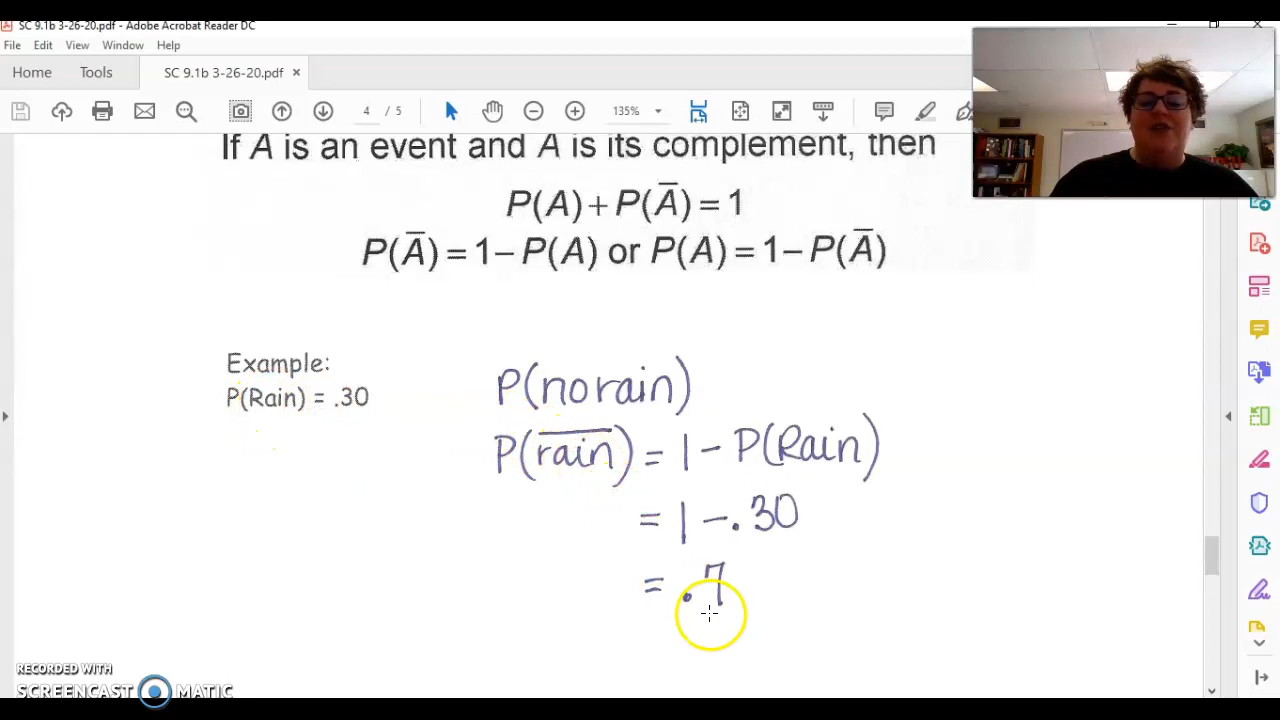 SC 9.1b 3-26-20.pdf - Adobe Acrobat Reader DC
File Edit View Window Help
Home Tools SC 9.1b 3-26-20.pdf ×
4 / 5 135%
If A is an event and A is its complement, then
P(A) + P(A̅) = 1
P(A̅) = 1 – P(A) or P(A) = 1 – P(A̅)
Example:
P(Rain) = .30
P(no rain)
P(r̅a̅i̅n̅) = 1 – P(Rain)
= 1 – .30
= .7
RECORDED WITH
SCREENCAST MATIC